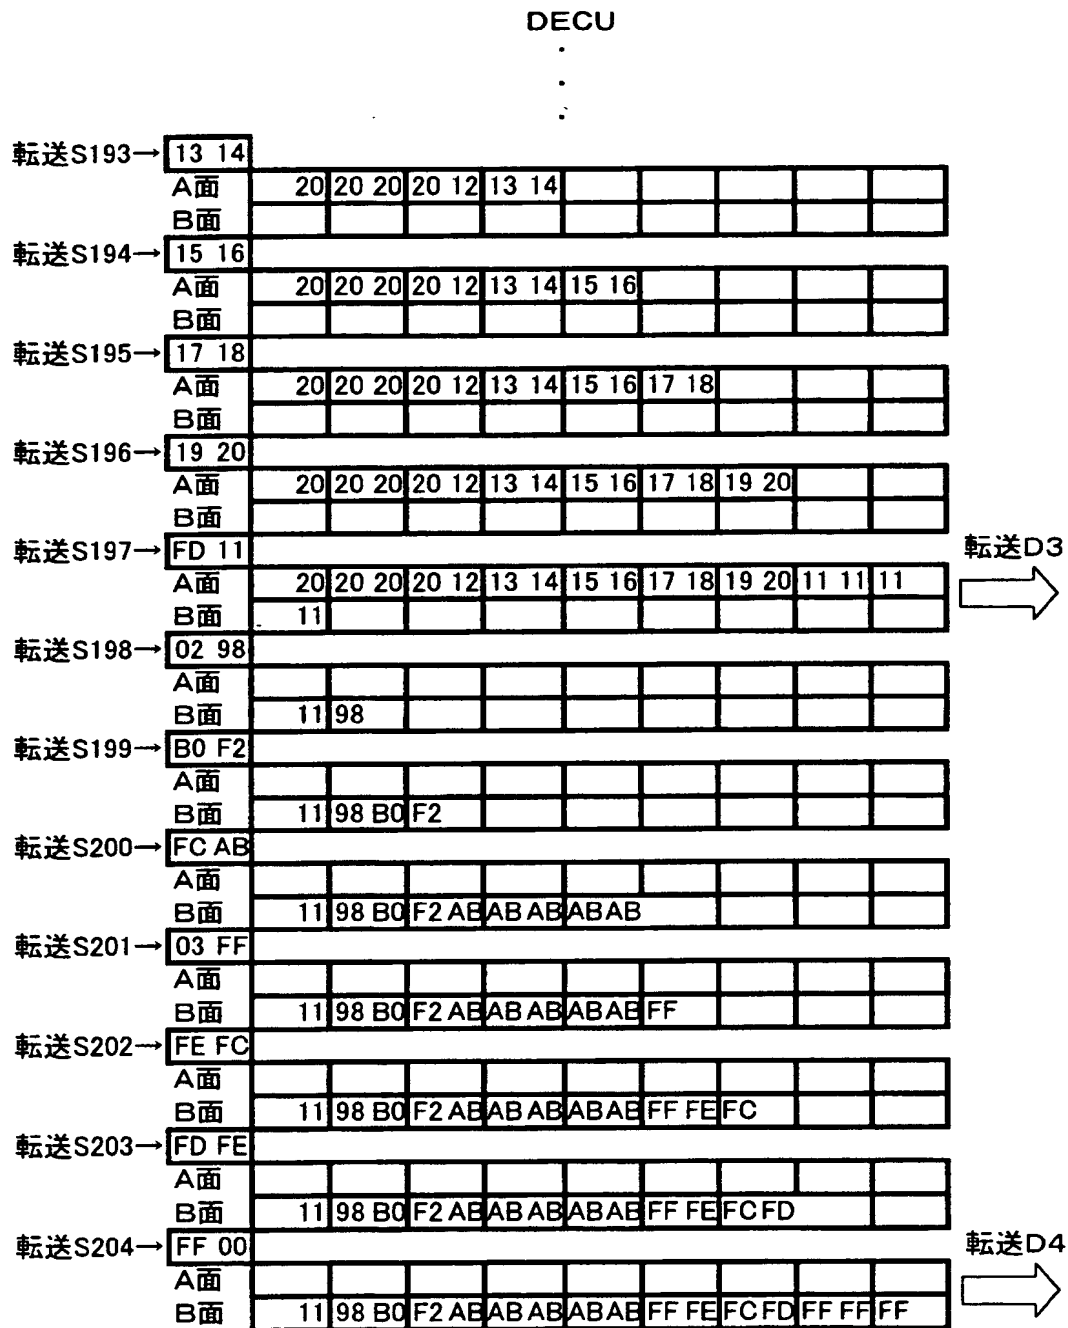 DECU
転送S193→ 13 14
A面 20 20 20 20 12 13 14
B面
転送S194→ 15 16
A面 20 20 20 20 12 13 14 15 16
B面
転送S195→ 17 18
A面 20 20 20 20 12 13 14 15 16 17 18
B面
転送S196→ 19 20
A面 20 20 20 20 12 13 14 15 16 17 18 19 20
B面
転送S197→ FD 11 転送D3
A面 20 20 20 20 12 13 14 15 16 17 18 19 20 11 11 11
B面 11
転送S198→ 02 98
A面
B面 11 98
転送S199→ B0 F2
A面
B面 11 98 B0 F2
転送S200→ FC AB
A面
B面 11 98 B0 F2 AB AB AB AB AB
転送S201→ 03 FF
A面
B面 11 98 B0 F2 AB AB AB AB AB FF
転送S202→ FE FC
A面
B面 11 98 B0 F2 AB AB AB AB AB FF FE FC
転送S203→ FD FE
A面
B面 11 98 B0 F2 AB AB AB AB AB FF FE FC FD
転送S204→ FF 00 転送D4
A面
B面 11 98 B0 F2 AB AB AB AB AB FF FE FC FD FF FF FF